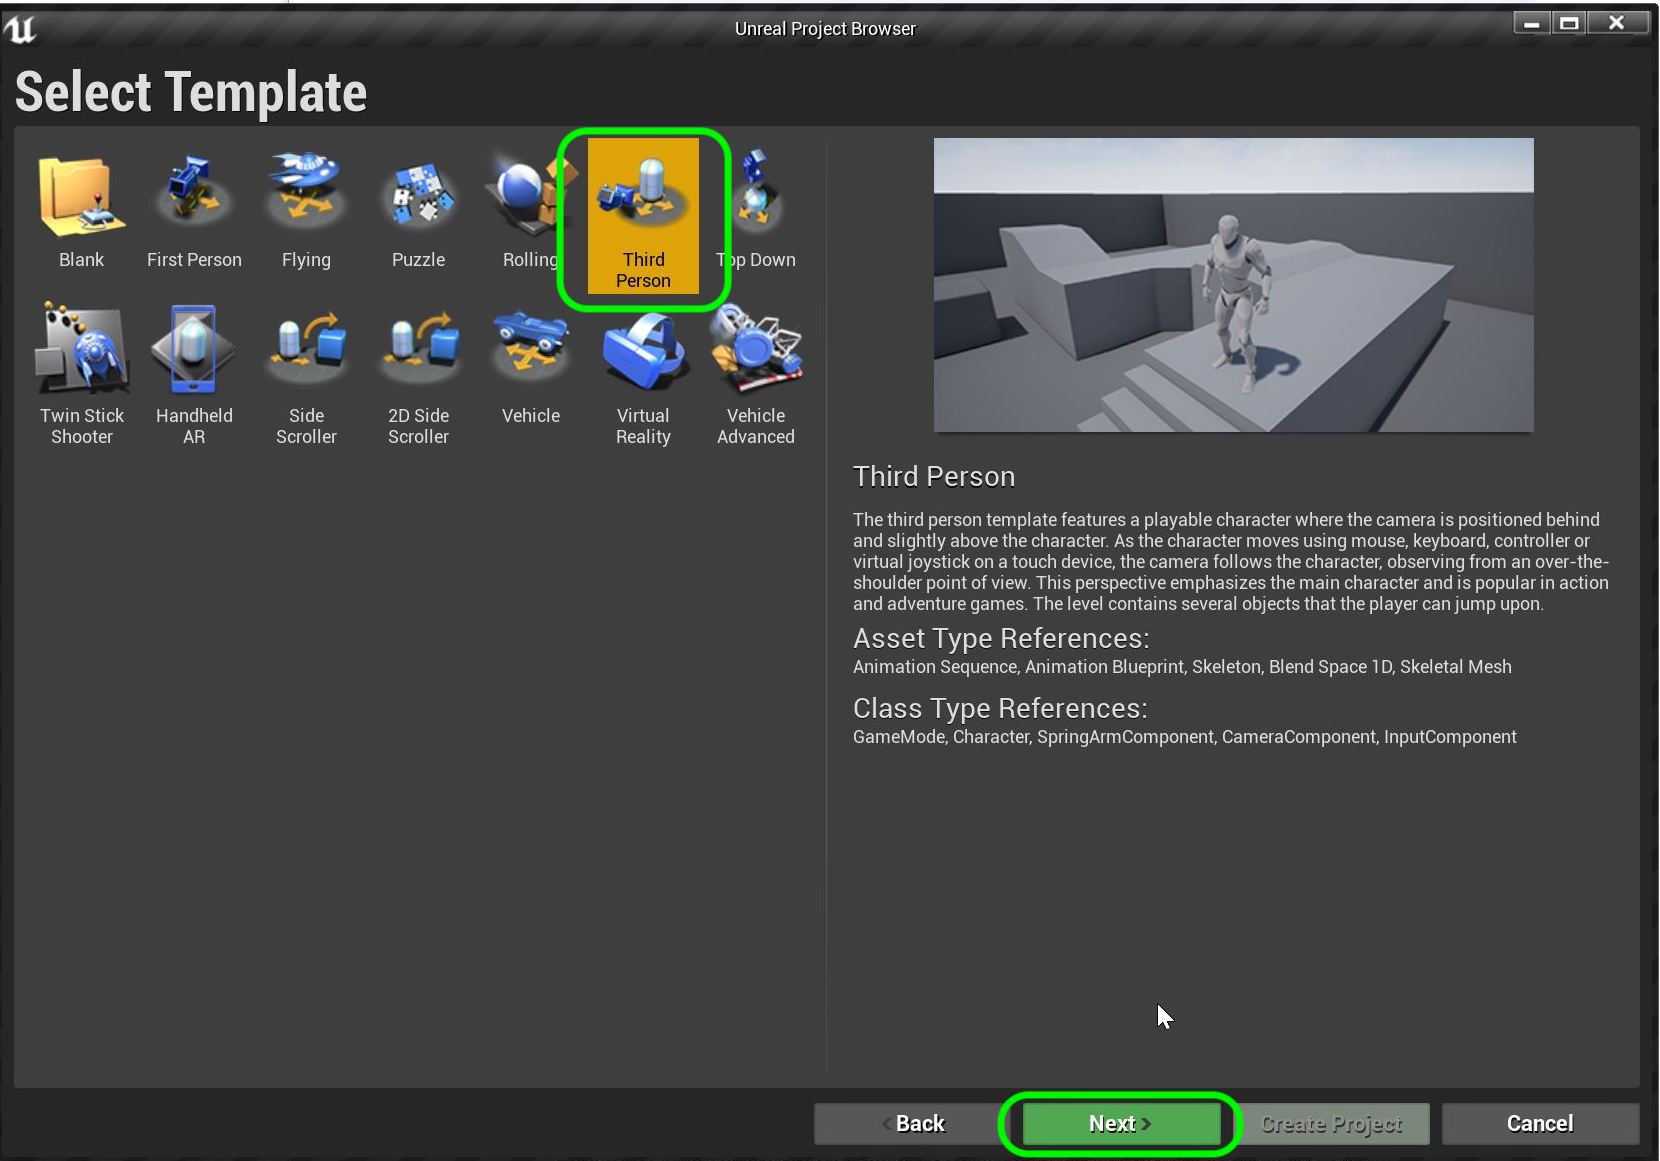 Unreal Project Browser
Select Template
Blank
First Person
Flying
Puzzle
Rolling
Third
Person
Top Down
Twin Stick
Shooter
Handheld
AR
Side
Scroller
2D Side
Scroller
Vehicle
Virtual
Reality
Vehicle
Advanced
Third Person
The third person template features a playable character where the camera is positioned behind
and slightly above the character. As the character moves using mouse, keyboard, controller or
virtual joystick on a touch device, the camera follows the character, observing from an over-the-
shoulder point of view. This perspective emphasizes the main character and is popular in action
and adventure games. The level contains several objects that the player can jump upon.
Asset Type References:
Animation Sequence, Animation Blueprint, Skeleton, Blend Space 1D, Skeletal Mesh
Class Type References:
GameMode, Character, SpringArmComponent, CameraComponent, InputComponent
< Back
Next >
Create Project
Cancel